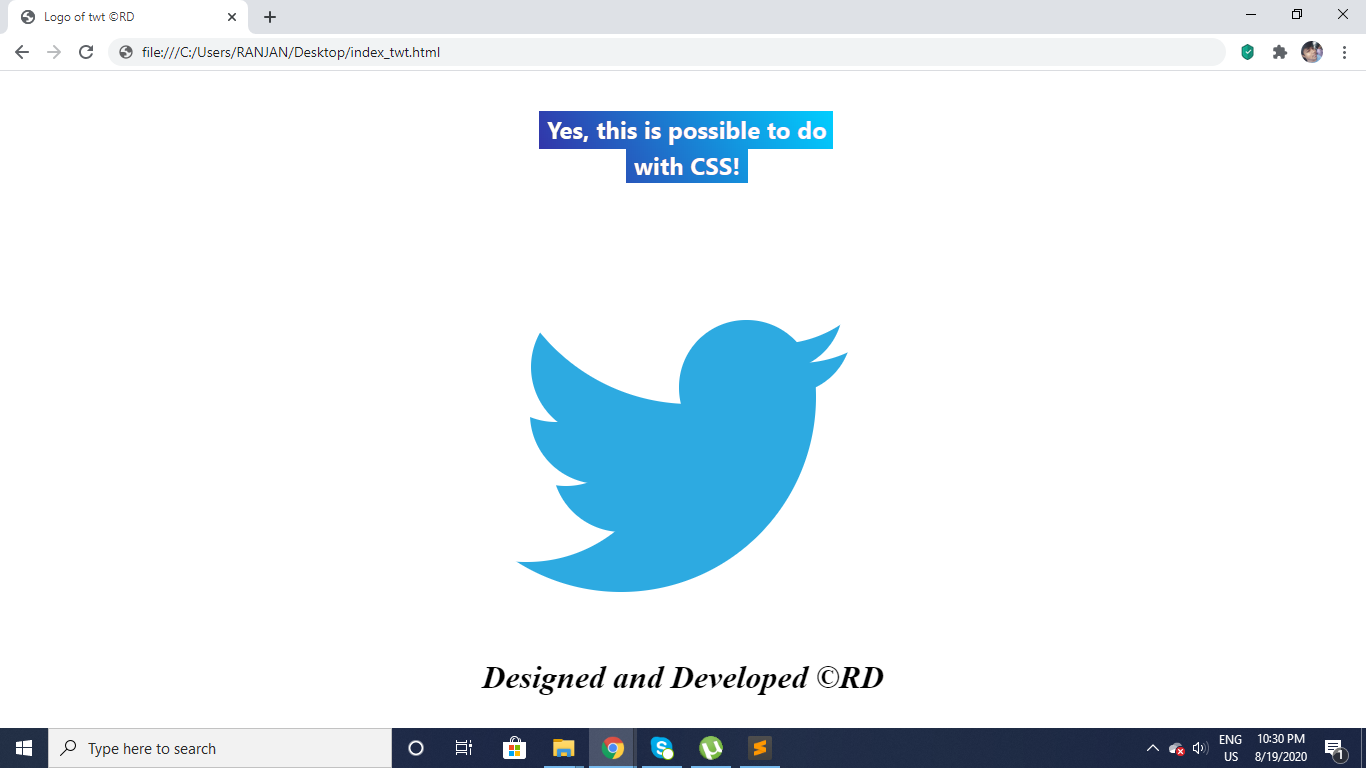 Logo of twt ©RD
file:///C:/Users/RANJAN/Desktop/index_twt.html
Yes, this is possible to do
with CSS!
Designed and Developed ©RD
Type here to search
ENG
US
10:30 PM
8/19/2020
1